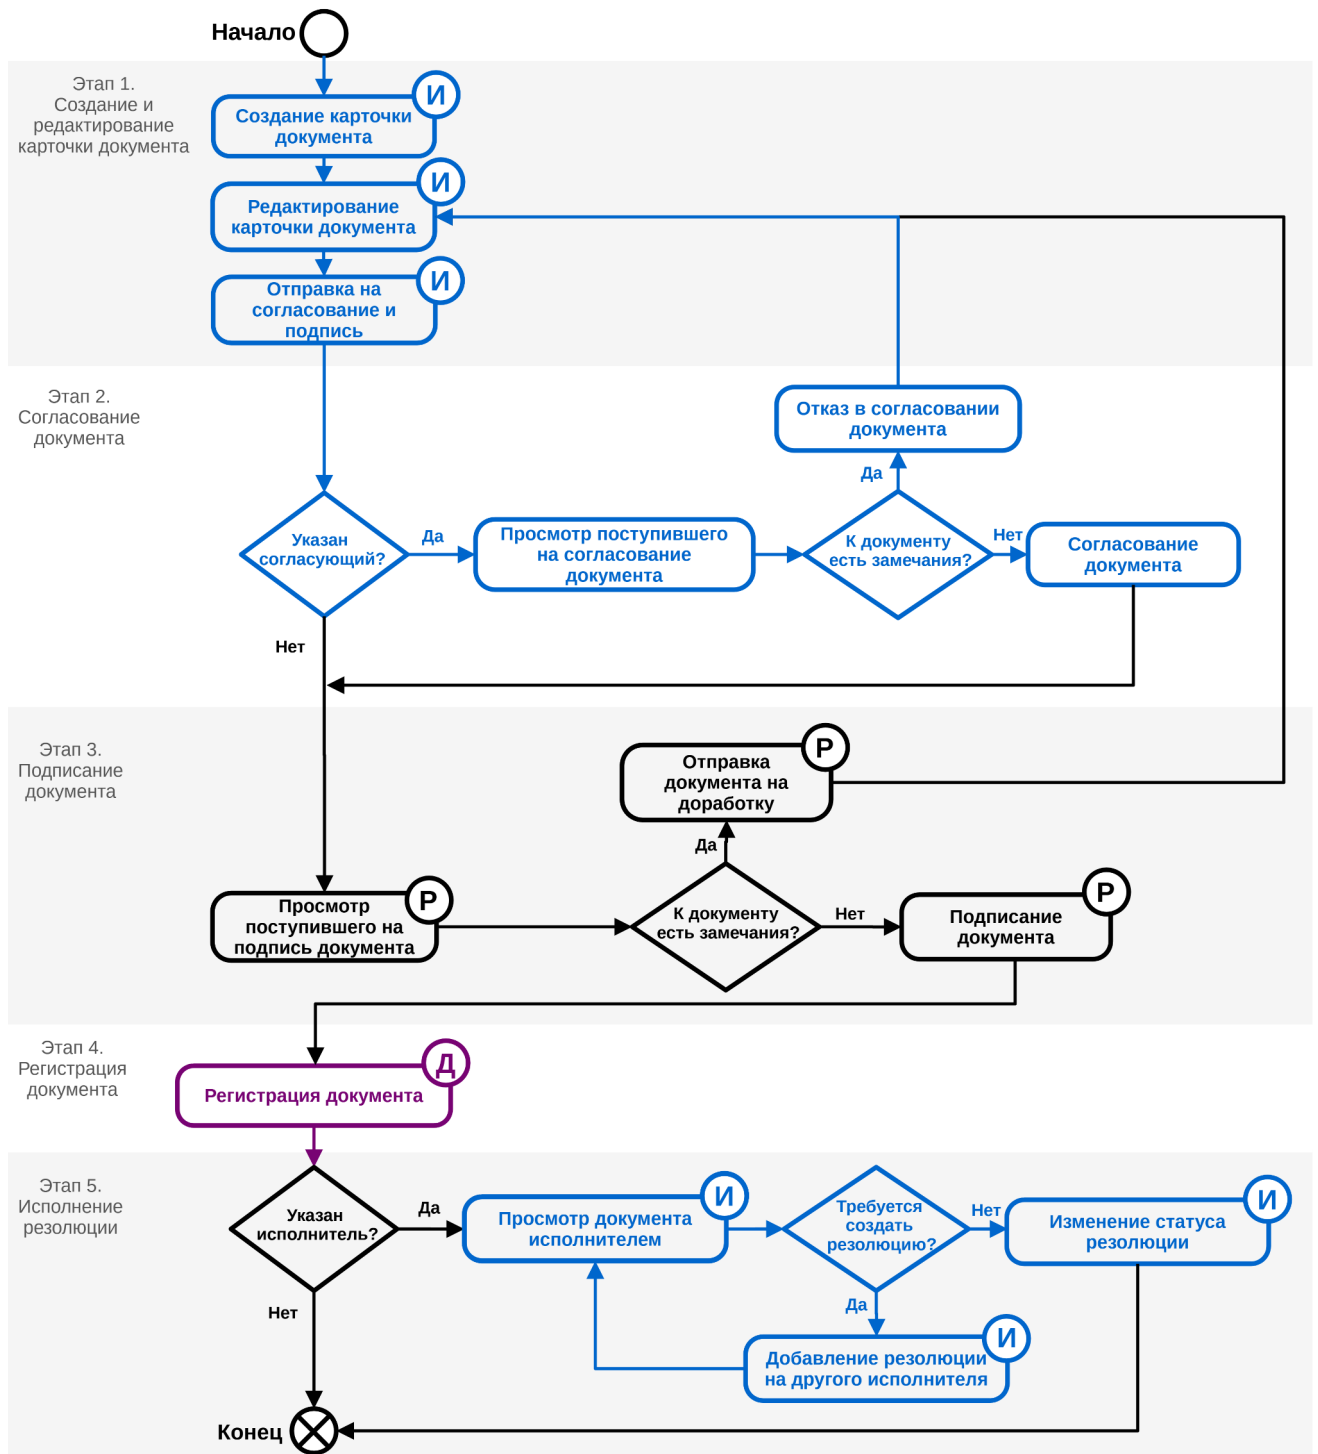 Начало
Этап 1.
Создание и
редактирование
карточки документа
И
Создание карточки
документа
И
Редактирование
карточки документа
И
Отправка на
согласование и
подпись
Этап 2.
Согласование
документа
Отказ в согласовании
документа
Да
Указан
согласующий?
Да
Просмотр поступившего
на согласование
документа
К документу
есть замечания?
Нет
Согласование
документа
Нет
Этап 3.
Подписание
документа
Р
Отправка
документа на
доработку
Да
Р
Просмотр
поступившего на
подпись документа
К документу
есть замечания?
Нет
Р
Подписание
документа
Этап 4.
Регистрация
документа
Д
Регистрация документа
Этап 5.
Исполнение
резолюции
Указан
исполнитель?
Да
И
Просмотр документа
исполнителем
Требуется
создать
резолюцию?
Нет
И
Изменение статуса
резолюции
Нет
Да
И
Добавление резолюции
на другого исполнителя
Конец